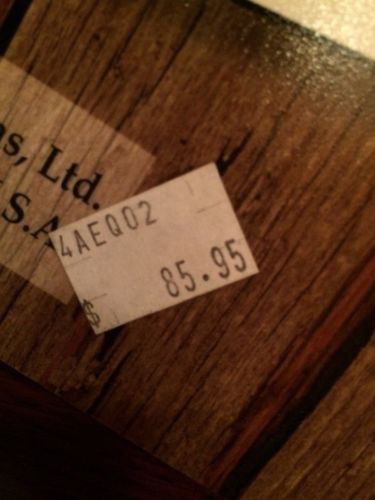 Ltd.
S.A
4AEQ02
$ 85.95